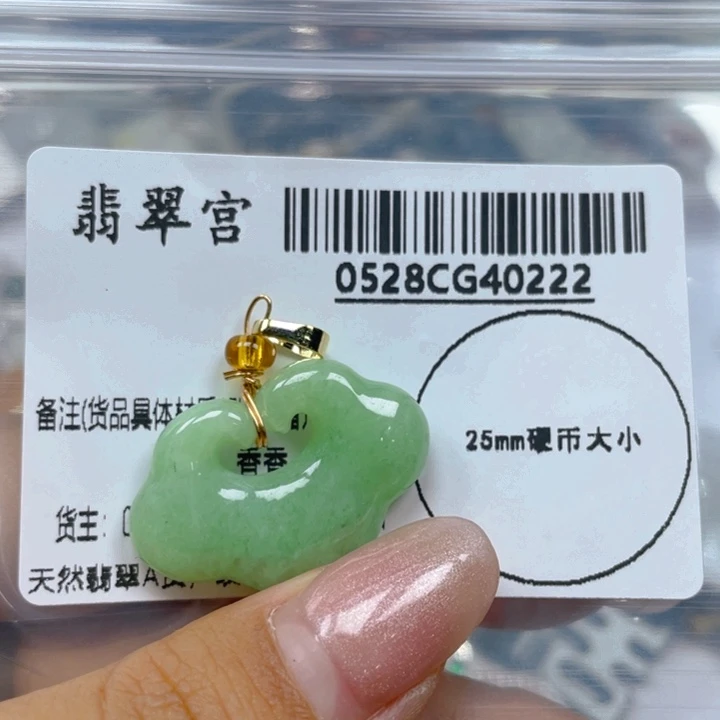 翡翠宫
0528CG40222
备注(货品具体材
25mm硬币大小
香香
货主:
天然翡翠A货,